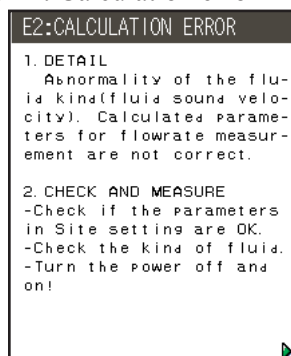 E2:CALCULATION ERROR
1. DETAIL
Abnormality of the flu-
id kind(fluid sound velo-
city). Calculated Parame-
ters for flowrate measur-
ement are not correct.
2. CHECK AND MEASURE
-Check if the parameters
in Site setting are OK.
-Check the kind of fluid.
-Turn the power off and
on!